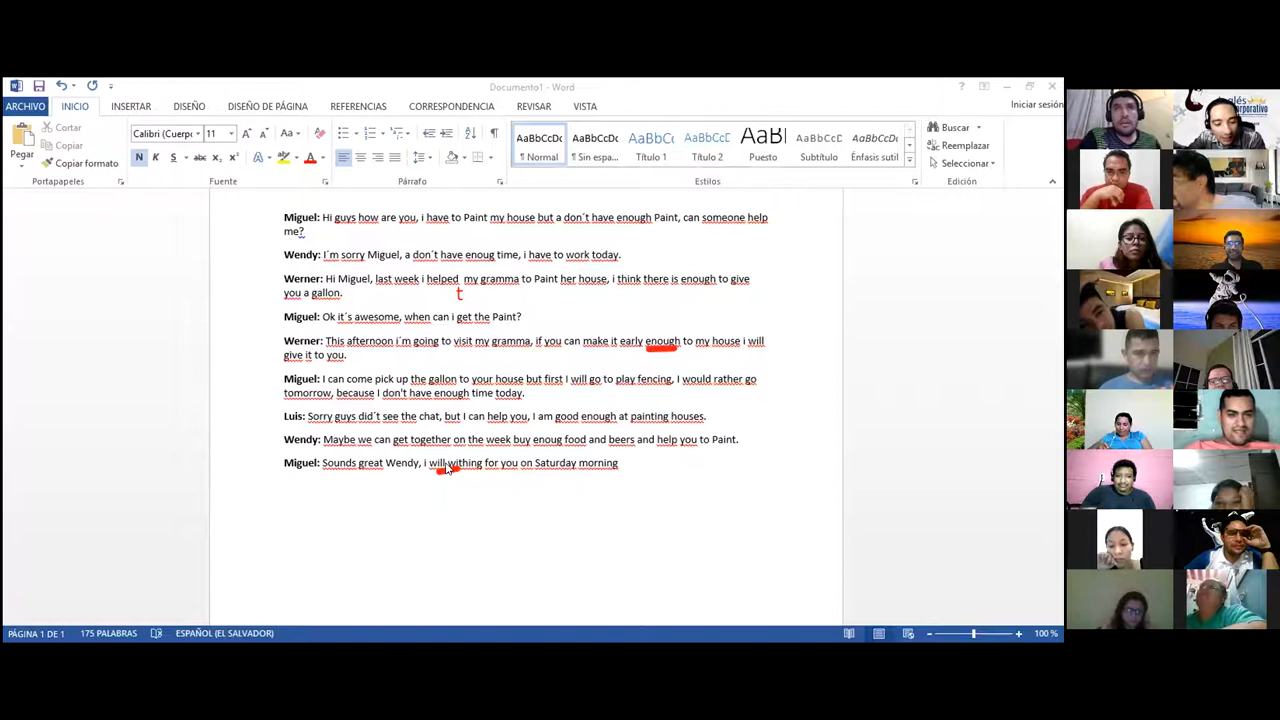 Documento1 - Word
ARCHIVO INICIO INSERTAR DISEÑO DISEÑO DE PÁGINA REFERENCIAS CORRESPONDENCIA REVISAR VISTA Iniciar sesión
Pegar
Cortar
Copiar
Copiar formato
Portapapeles
Calibri (Cuerpo 11
N K S abc x₂ x²
Fuente
Párrafo
AaBbCcDc AaBbCcDc AaBbCc AaBbCcD AaBI AaBbCcD AaBbCcDc
¶ Normal ¶ Sin espa... Título 1 Título 2 Puesto Subtítulo Énfasis sutil
Estilos
Buscar
Reemplazar
Seleccionar
Edición
Miguel: Hi guys how are you, i have to Paint my house but a don´t have enough Paint, can someone help
me?
Wendy: I´m sorry Miguel, a don´t have enoug time, i have to work today.
Werner: Hi Miguel, last week i helped my gramma to Paint her house, i think there is enough to give
you a gallon.
t
Miguel: Ok it´s awesome, when can i get the Paint?
Werner: This afternoon i´m going to visit my gramma, if you can make it early enough to my house i will
give it to you.
Miguel: I can come pick up the gallon to your house but first I will go to play fencing, I would rather go
tomorrow, because I don't have enough time today.
Luis: Sorry guys did´t see the chat, but I can help you, I am good enough at painting houses.
Wendy: Maybe we can get together on the week buy enoug food and beers and help you to Paint.
Miguel: Sounds great Wendy, i will withing for you on Saturday morning
PÁGINA 1 DE 1 175 PALABRAS ESPAÑOL (EL SALVADOR) 100 %